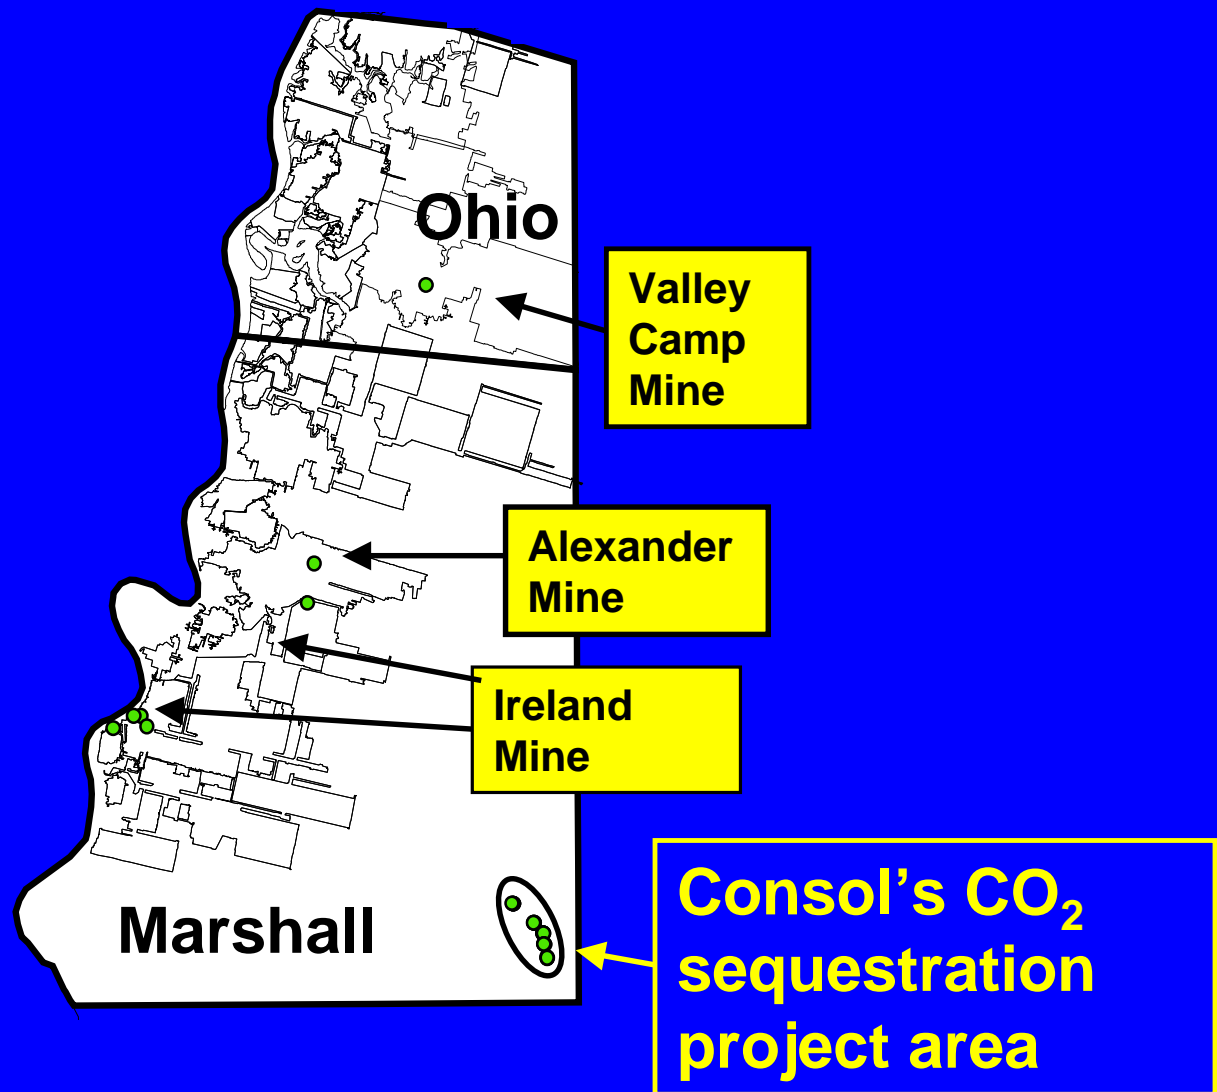 Ohio
Valley
Camp
Mine
Alexander
Mine
Ireland
Mine
Marshall
Consol’s CO₂
sequestration
project area